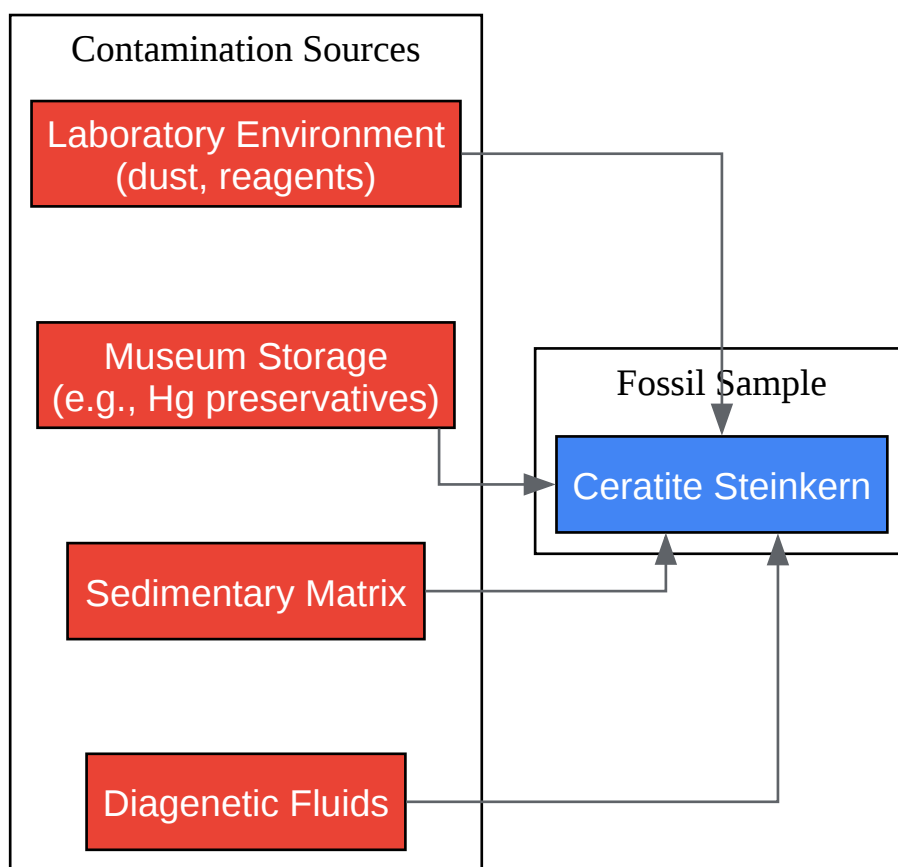 Contamination Sources
Laboratory Environment
(dust, reagents)
Museum Storage
(e.g., Hg preservatives)
Fossil Sample
Ceratite Steinkern
Sedimentary Matrix
Diagenetic Fluids